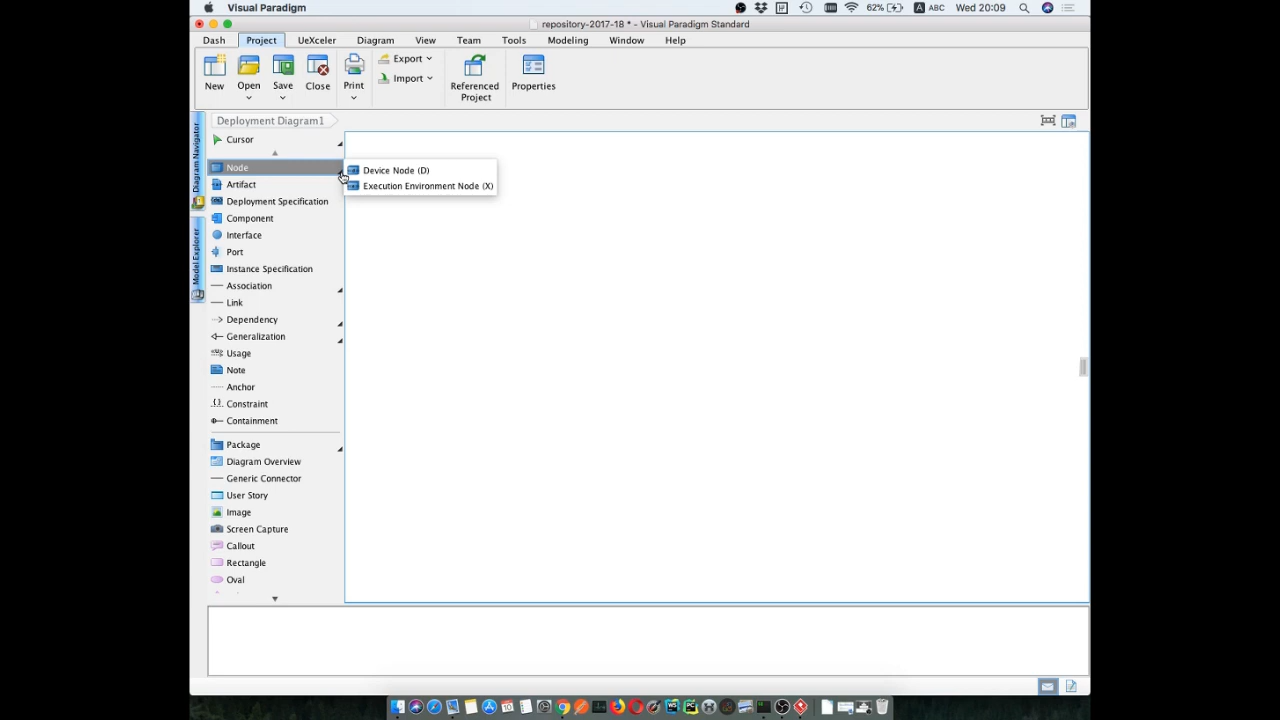 Visual Paradigm
62%
ABC
Wed 20:09
repository-2017-18 * - Visual Paradigm Standard
Dash Project UeXceler Diagram View Team Tools Modeling Window Help
New Open Save Close Print Export Import Referenced Project Properties
Deployment Diagram1
Diagram Navigator
Model Explorer
Cursor
Node
Device Node (D)
Execution Environment Node (X)
Artifact
Deployment Specification
Component
Interface
Port
Instance Specification
Association
Link
Dependency
Generalization
Usage
Note
Anchor
Constraint
Containment
Package
Diagram Overview
Generic Connector
User Story
Image
Screen Capture
Callout
Rectangle
Oval